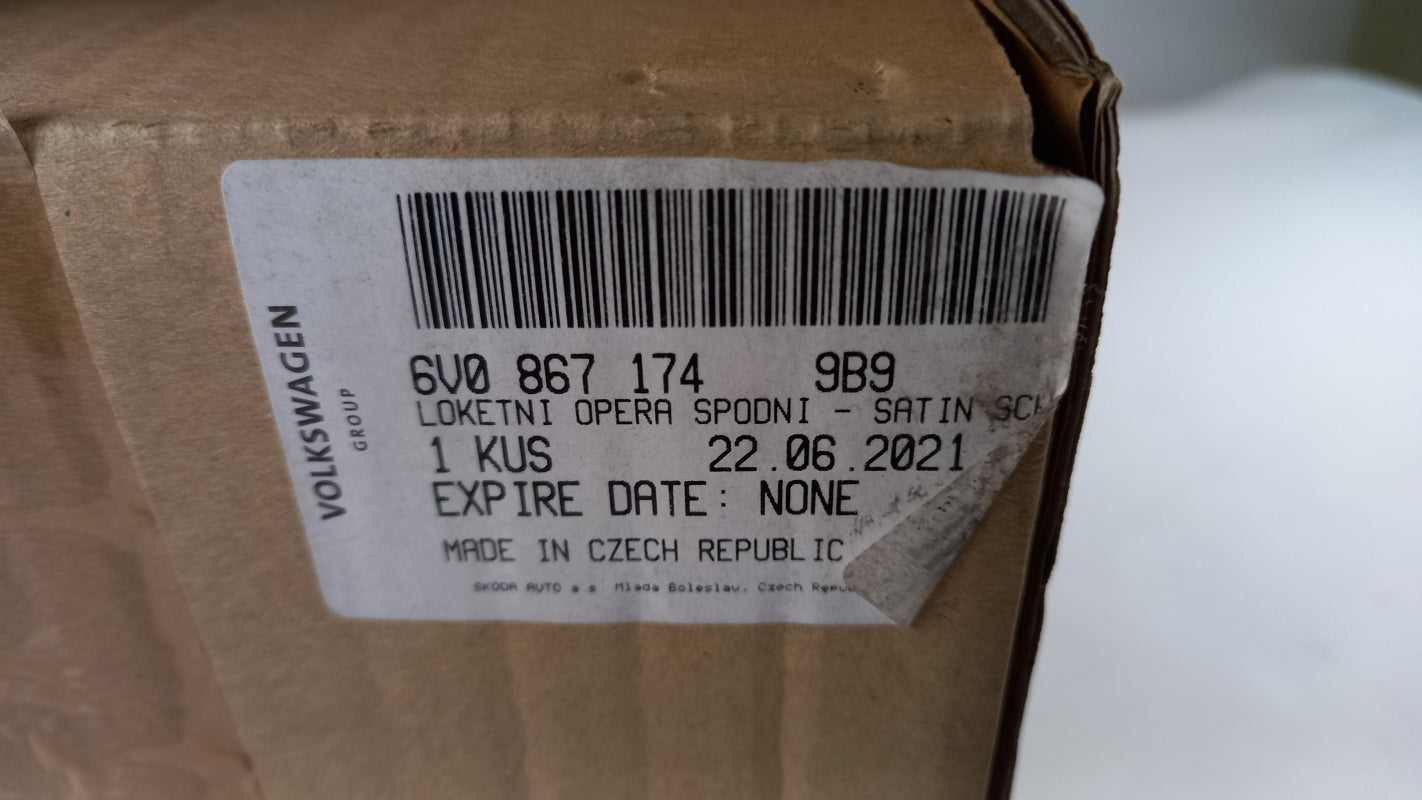 VOLKSWAGEN
GROUP
6V0 867 174 9B9
LOKETNI OPERA SPODNI - SATIN
1 KUS 22.06.2021
EXPIRE DATE: NONE
MADE IN CZECH REPUBLIC
SKODA AUTO a s Mlada Boleslav, Czech